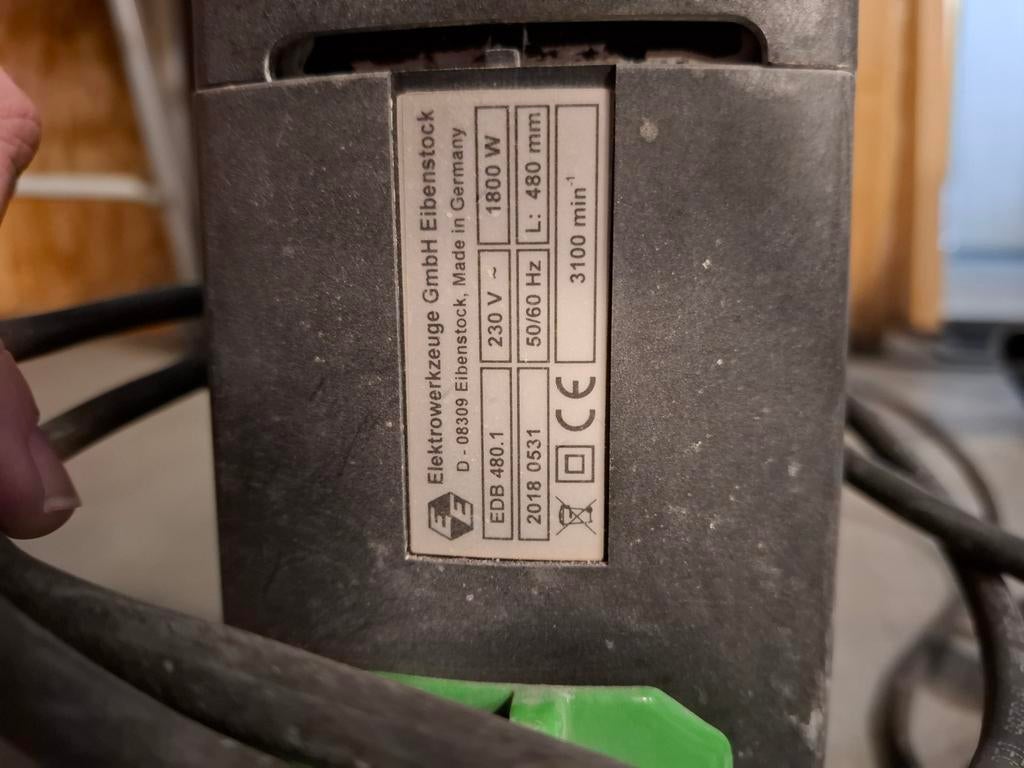 Elektrowerkzeuge GmbH Eibenstock
D - 08309 Eibenstock, Made in Germany
EDB 480.1 230 V ~ 1800 W
2018 0531 50/60 Hz L: 480 mm
CE 3100 min⁻¹